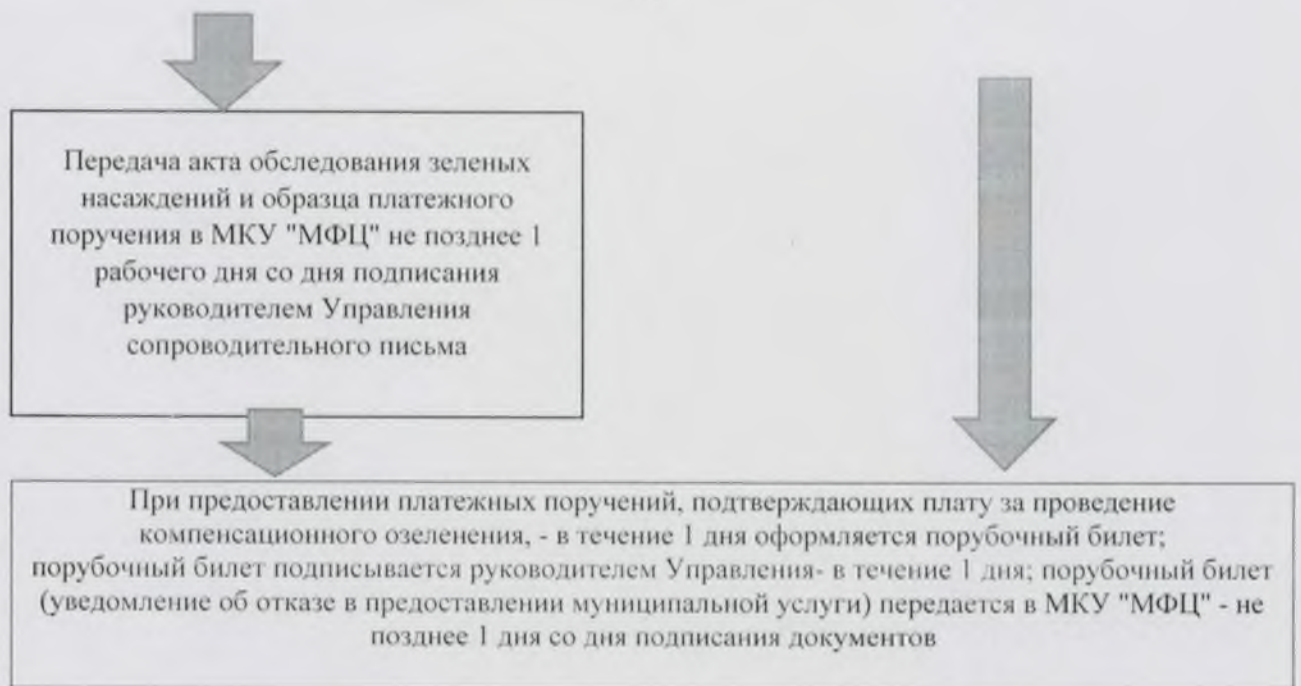 Передача акта обследования зеленых
насаждений и образца платежного
поручения в МКУ "МФЦ" не позднее 1
рабочего дня со дня подписания
руководителем Управления
сопроводительного письма
При предоставлении платежных поручений, подтверждающих плату за проведение
компенсационного озеленения, - в течение 1 дня оформляется порубочный билет;
порубочный билет подписывается руководителем Управления- в течение 1 дня; порубочный билет
(уведомление об отказе в предоставлении муниципальной услуги) передается в МКУ "МФЦ" - не
позднее 1 дня со дня подписания документов